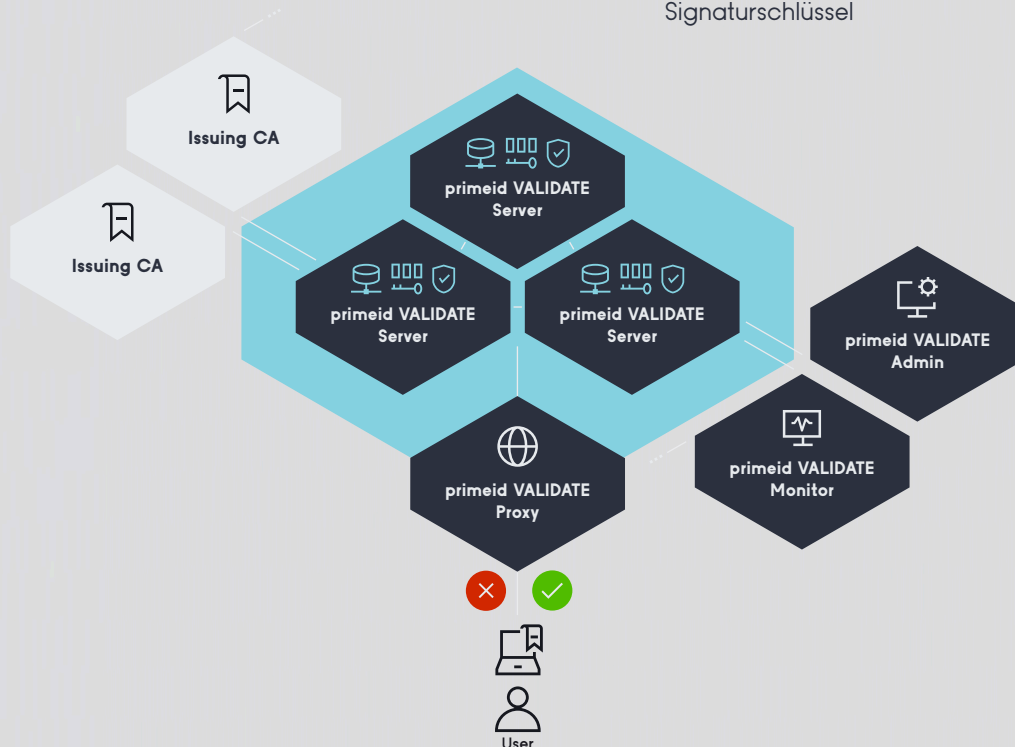 Signaturschlüssel
Issuing CA
Issuing CA
primeid VALIDATE
Server
primeid VALIDATE
Server
primeid VALIDATE
Server
primeid VALIDATE
Admin
primeid VALIDATE
Monitor
primeid VALIDATE
Proxy
User